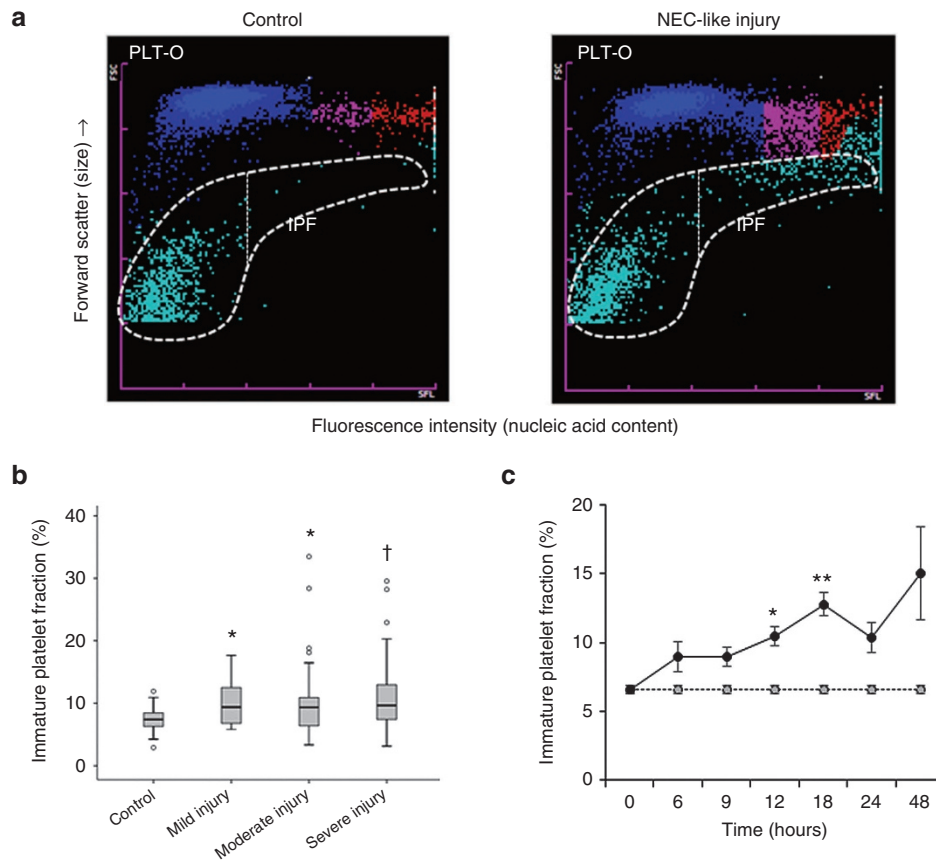 a
Control
NEC-like injury
PLT-O
PLT-O
FSC
FSC
Forward scatter (size) →
IPF
IPF
SFL
SFL
Fluorescence intensity (nucleic acid content)
b
Immature platelet fraction (%)
40
30
20
10
0
*
*
†
Control
Mild injury
Moderate injury
Severe injury
c
Immature platelet fraction (%)
20
15
10
5
0
*
**
0 6 9 12 18 24 48
Time (hours)